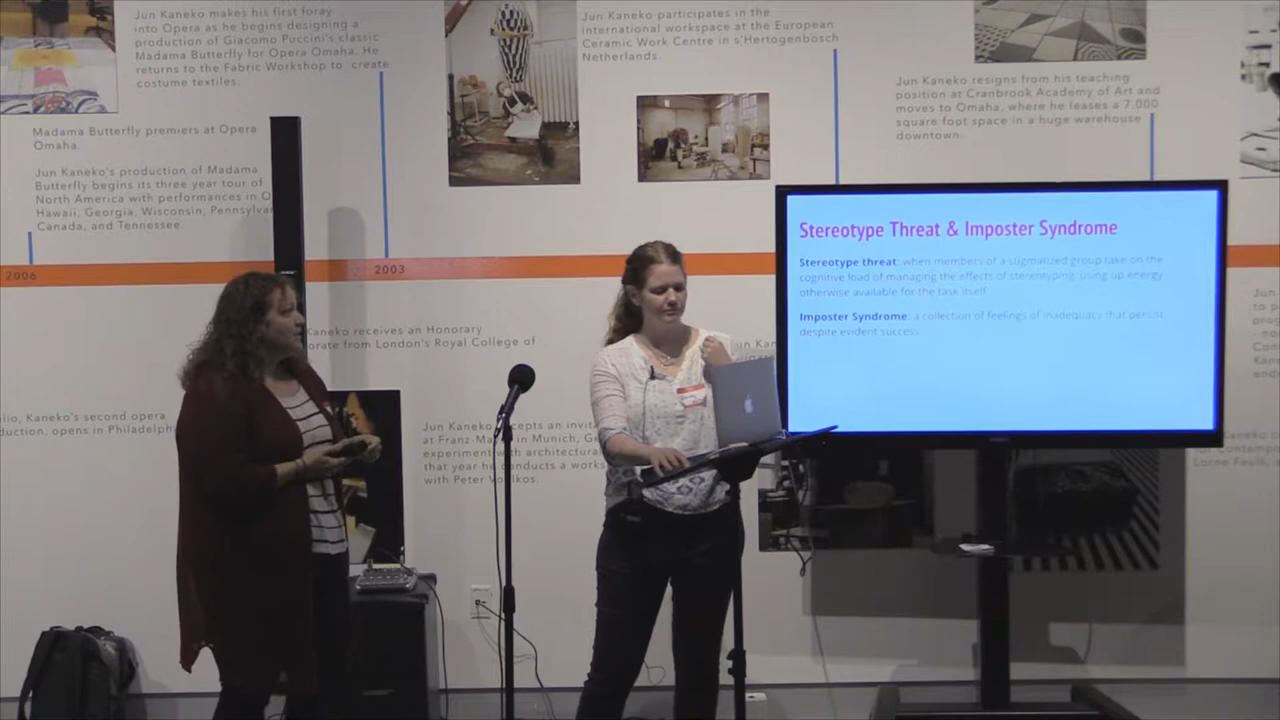 Jun Kaneko makes his first foray
into Opera as he begins designing a
production of Giacomo Puccini's classic
Madama Butterfly for Opera Omaha. He
returns to the Fabric Workshop to create
costume textiles.
Madama Butterfly premiers at Opera
Omaha.
Jun Kaneko's production of Madama
Butterfly begins its three year tour of
North America with performances in
Hawaii, Georgia, Wisconsin,
Canada, and Tennessee.
2006
2003
Jun Kaneko participates in the
international workspace at the European
Ceramic Work Centre in s'Hertogenbosch
Netherlands.
Jun Kaneko resigns from his teaching
position at Cranbrook Academy of Art and
moves to Omaha, where he leases a 7,000
square foot space in a huge warehouse
downtown.
Kaneko receives an Honorary
from London's Royal College of
Kaneko's second opera
opens in
Jun Kaneko
at Franz-
experiment with architectural
that year he conducts a
with Peter
Stereotype Threat & Imposter Syndrome
Stereotype threat: when members of a stigmatized group take on the
cognitive load of managing the effects of stereotyping, using up energy
otherwise available for the task itself
Imposter Syndrome: a collection of feelings of inadequacy that persist
despite evident success
Lorne Faulk,